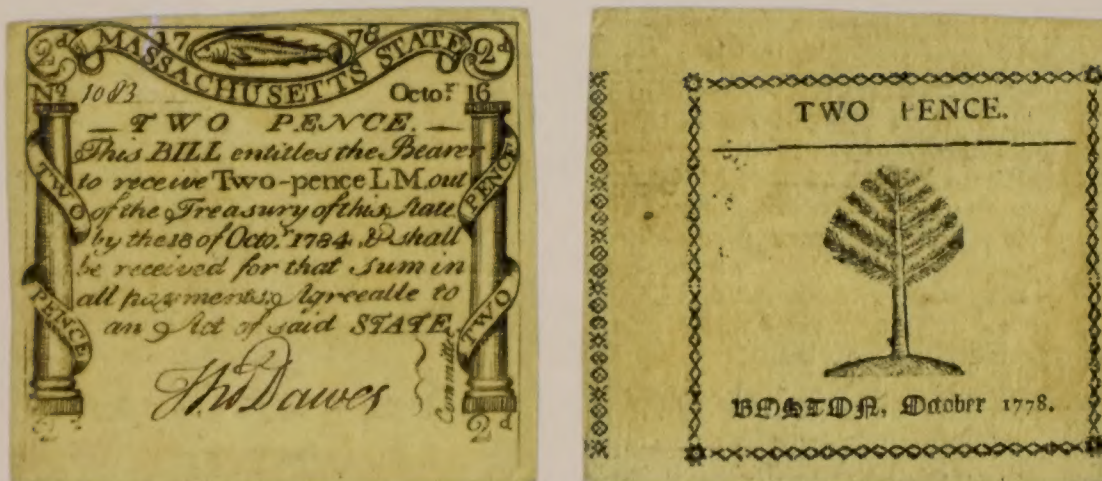 2d 17 78 2d
MASSACHUSETTS STATE
No 1083 Octor. 16
TWO PENCE.
This BILL entitles the Bearer
to receive Two-pence L M. out
of the Treasury of this State
by the 18 of Octor. 1784 & shall
be received for that sum in
all payments Agreeable to
an Act of said STATE
TWO PENCE
PENCE TWO
Tho Dawes
Committee
2d
TWO PENCE.
BOSTON, October 1778.